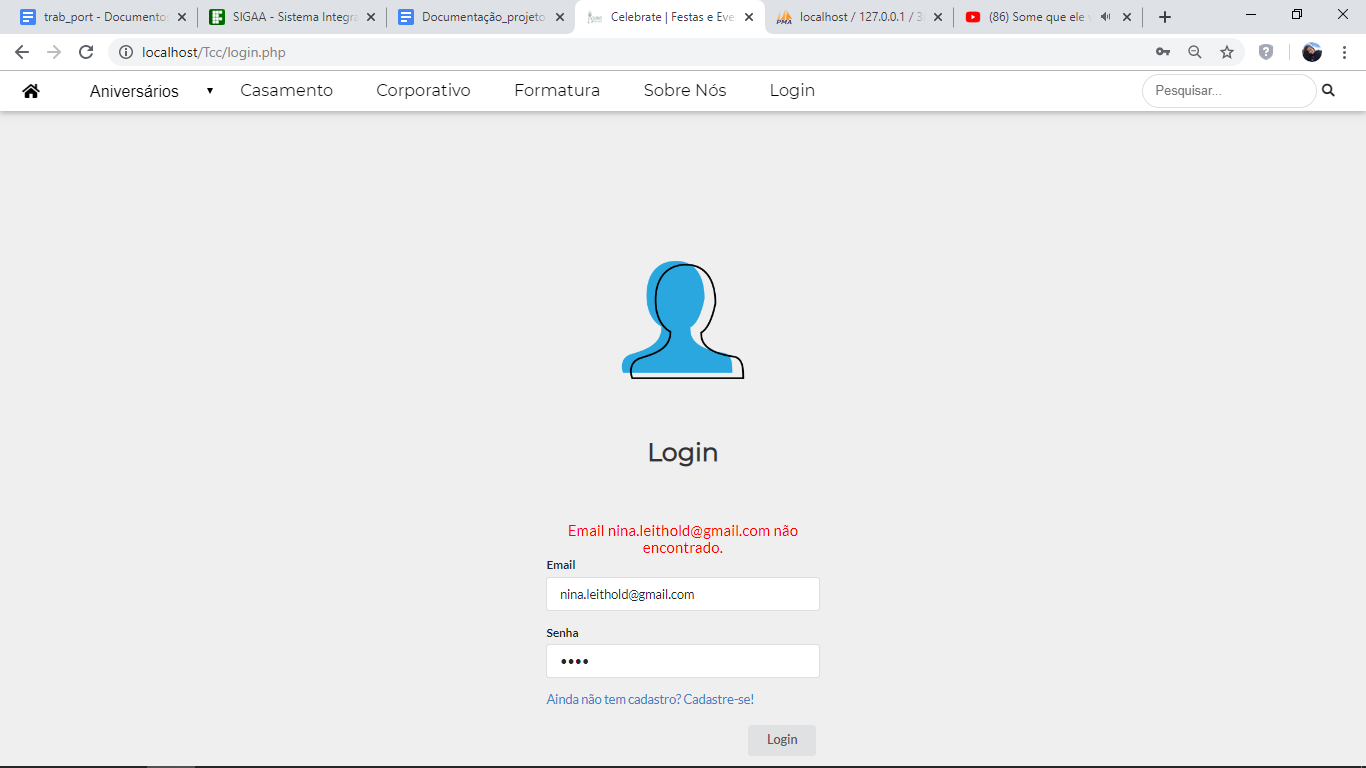 trab_port - Documento
SIGAA - Sistema Integra
Documentação_projeto
Celebrate | Festas e Eve
localhost / 127.0.0.1 /
(86) Some que ele
localhost/Tcc/login.php
Aniversários ▼ Casamento Corporativo Formatura Sobre Nós Login Pesquisar...
Login
Email nina.leithold@gmail.com não
encontrado.
Email
nina.leithold@gmail.com
Senha
••••
Ainda não tem cadastro? Cadastre-se!
Login